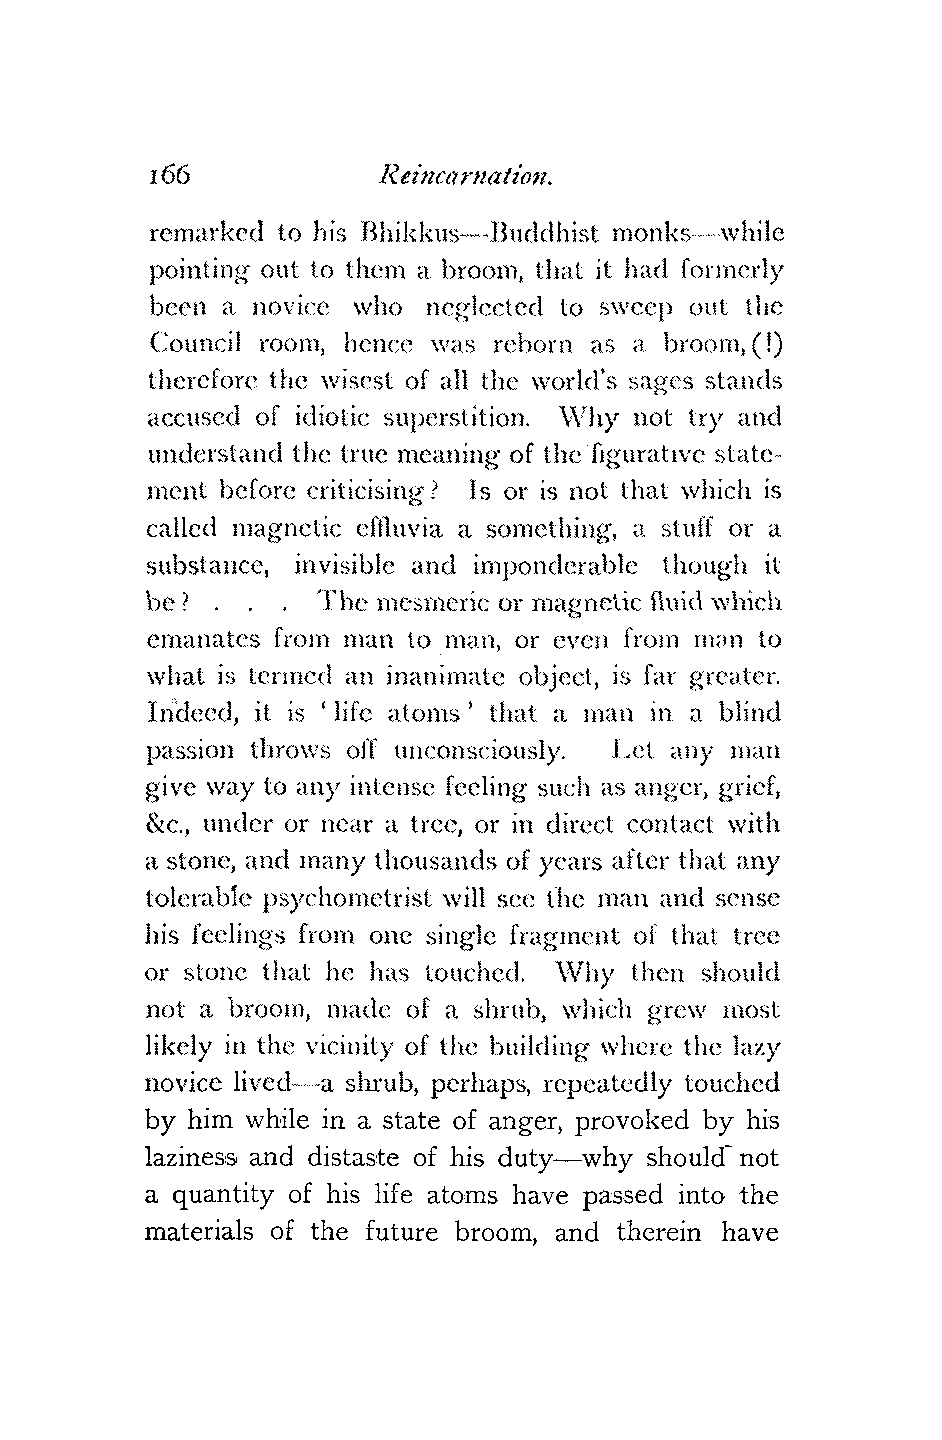 166 Reincarnation.
remarked to his Bhikkus—Buddhist monks—while
pointing out to them a broom, that it had formerly
been a novice who neglected to sweep out the
Council room, hence was reborn as a broom, (!)
therefore the wisest of all the world's sages stands
accused of idiotic superstition. Why not try and
understand the true meaning of the figurative state-
ment before criticising? Is or is not that which is
called magnetic effluvia a something, a stuff or a
substance, invisible and imponderable though it
be? . . . The mesmeric or magnetic fluid which
emanates from man to man, or even from man to
what is termed an inanimate object, is far greater.
Indeed, it is ‘life atoms’ that a man in a blind
passion throws off unconsciously. Let any man
give way to any intense feeling such as anger, grief,
&c., under or near a tree, or in direct contact with
a stone, and many thousands of years after that any
tolerable psychometrist will see the man and sense
his feelings from one single fragment of that tree
or stone that he has touched. Why then should
not a broom, made of a shrub, which grew most
likely in the vicinity of the building where the lazy
novice lived—a shrub, perhaps, repeatedly touched
by him while in a state of anger, provoked by his
laziness and distaste of his duty—why should not
a quantity of his life atoms have passed into the
materials of the future broom, and therein have